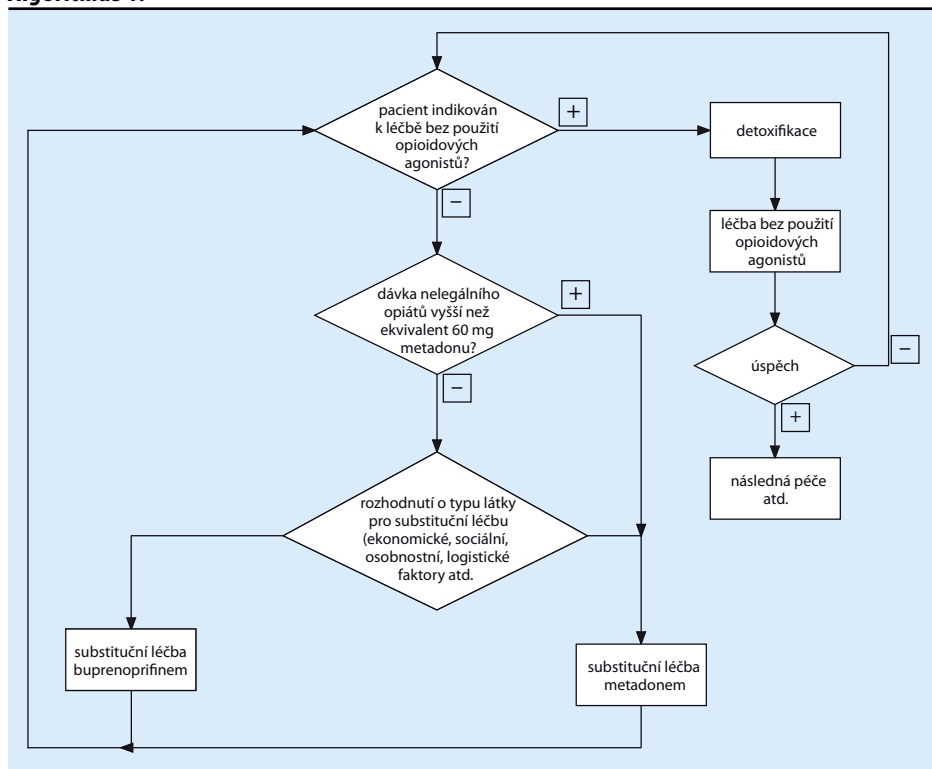 pacient indikován
k léčbě bez použití
opioidových
agonistů?
+
detoxifikace
−
léčba bez použití
opioidových
agonistů
dávka nelegálního
opiátů vyšší než
ekvivalent 60 mg
metadonu?
+
úspěch
−
−
+
následná péče
atd.
rozhodnutí o typu látky
pro substituční léčbu
(ekonomické, sociální,
osobnostní, logistické
faktory atd.
substituční léčba
buprenoprifinem
substituční léčba
metadonem